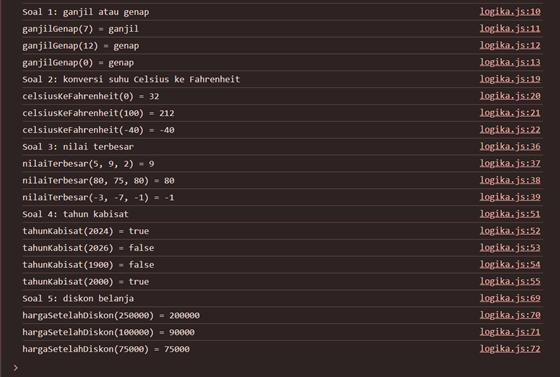 Soal 1: ganjil atau genap logika.js:10
ganjilGenap(7) = ganjil logika.js:11
ganjilGenap(12) = genap logika.js:12
ganjilGenap(0) = genap logika.js:13
Soal 2: konversi suhu Celsius ke Fahrenheit logika.js:19
celsiusKeFahrenheit(0) = 32 logika.js:20
celsiusKeFahrenheit(100) = 212 logika.js:21
celsiusKeFahrenheit(-40) = -40 logika.js:22
Soal 3: nilai terbesar logika.js:36
nilaiTerbesar(5, 9, 2) = 9 logika.js:37
nilaiTerbesar(80, 75, 80) = 80 logika.js:38
nilaiTerbesar(-3, -7, -1) = -1 logika.js:39
Soal 4: tahun kabisat logika.js:51
tahunKabisat(2024) = true logika.js:52
tahunKabisat(2026) = false logika.js:53
tahunKabisat(1900) = false logika.js:54
tahunKabisat(2000) = true logika.js:55
Soal 5: diskon belanja logika.js:69
hargaSetelahDiskon(250000) = 200000 logika.js:70
hargaSetelahDiskon(100000) = 90000 logika.js:71
hargaSetelahDiskon(75000) = 75000 logika.js:72